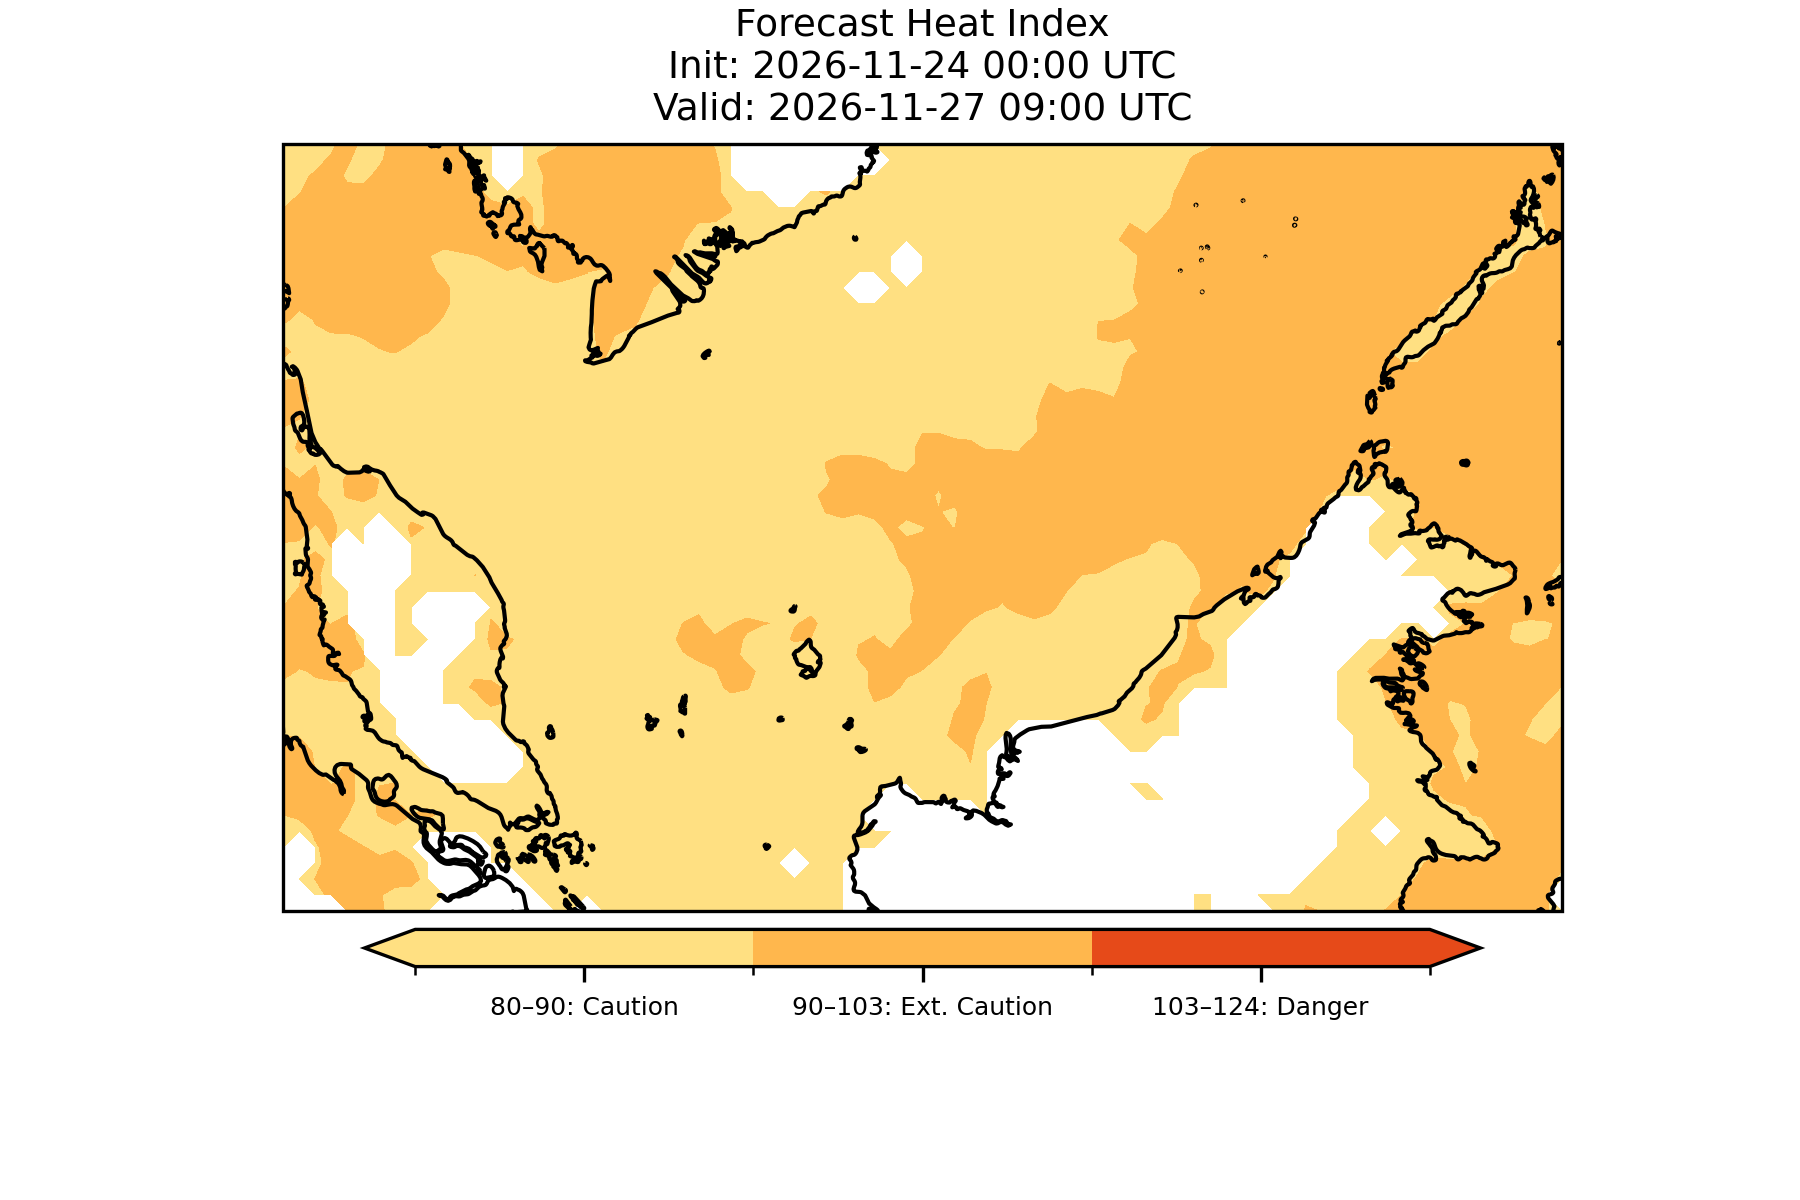 Forecast Heat Index
Init: 2026-11-24 00:00 UTC
Valid: 2026-11-27 09:00 UTC
80–90: Caution
90–103: Ext. Caution
103–124: Danger